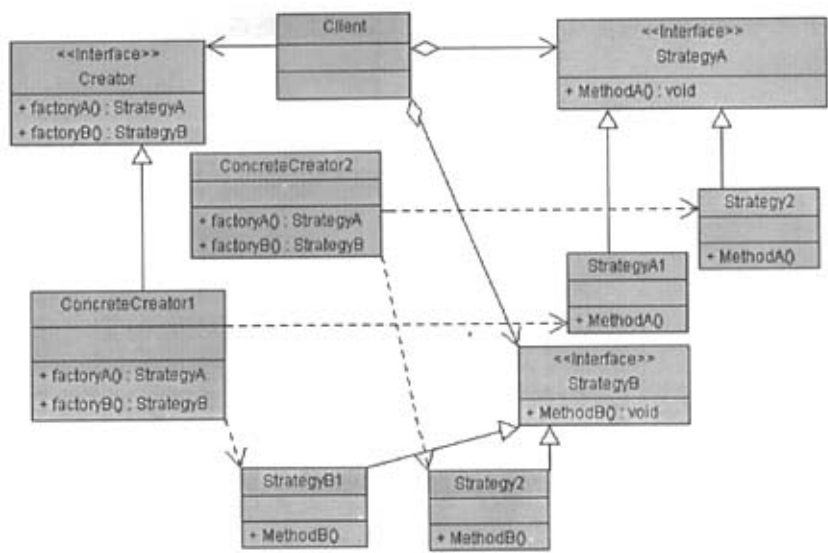 Client
<<Interface>>
Creator
+ factoryA() : StrategyA
+ factoryB() : StrategyB
<<Interface>>
StrategyA
+ MethodA() : void
ConcreteCreator2
+ factoryA() : StrategyA
+ factoryB() : StrategyB
Strategy2
+ MethodA()
StrategyA1
+ MethodA()
ConcreteCreator1
+ factoryA() : StrategyA
+ factoryB() : StrategyB
<<Interface>>
StrategyB
+ MethodB() : void
StrategyB1
+ MethodB()
Strategy2
+ MethodB()